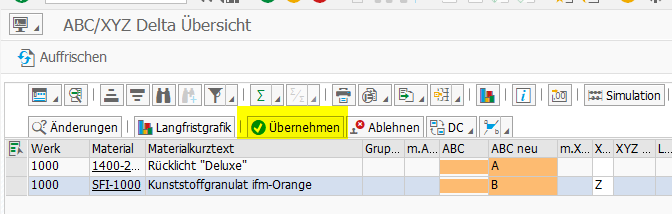 ABC/XYZ Delta Übersicht
Auffrischen
Simulation
Änderungen Langfristgrafik Übernehmen Ablehnen DC
Werk Material Materialkurztext Grup... m.A... ABC ABC neu m.X... X... XYZ ... L...
1000 1400-2... Rücklicht "Deluxe" A
1000 SFI-1000 Kunststoffgranulat ifm-Orange B Z